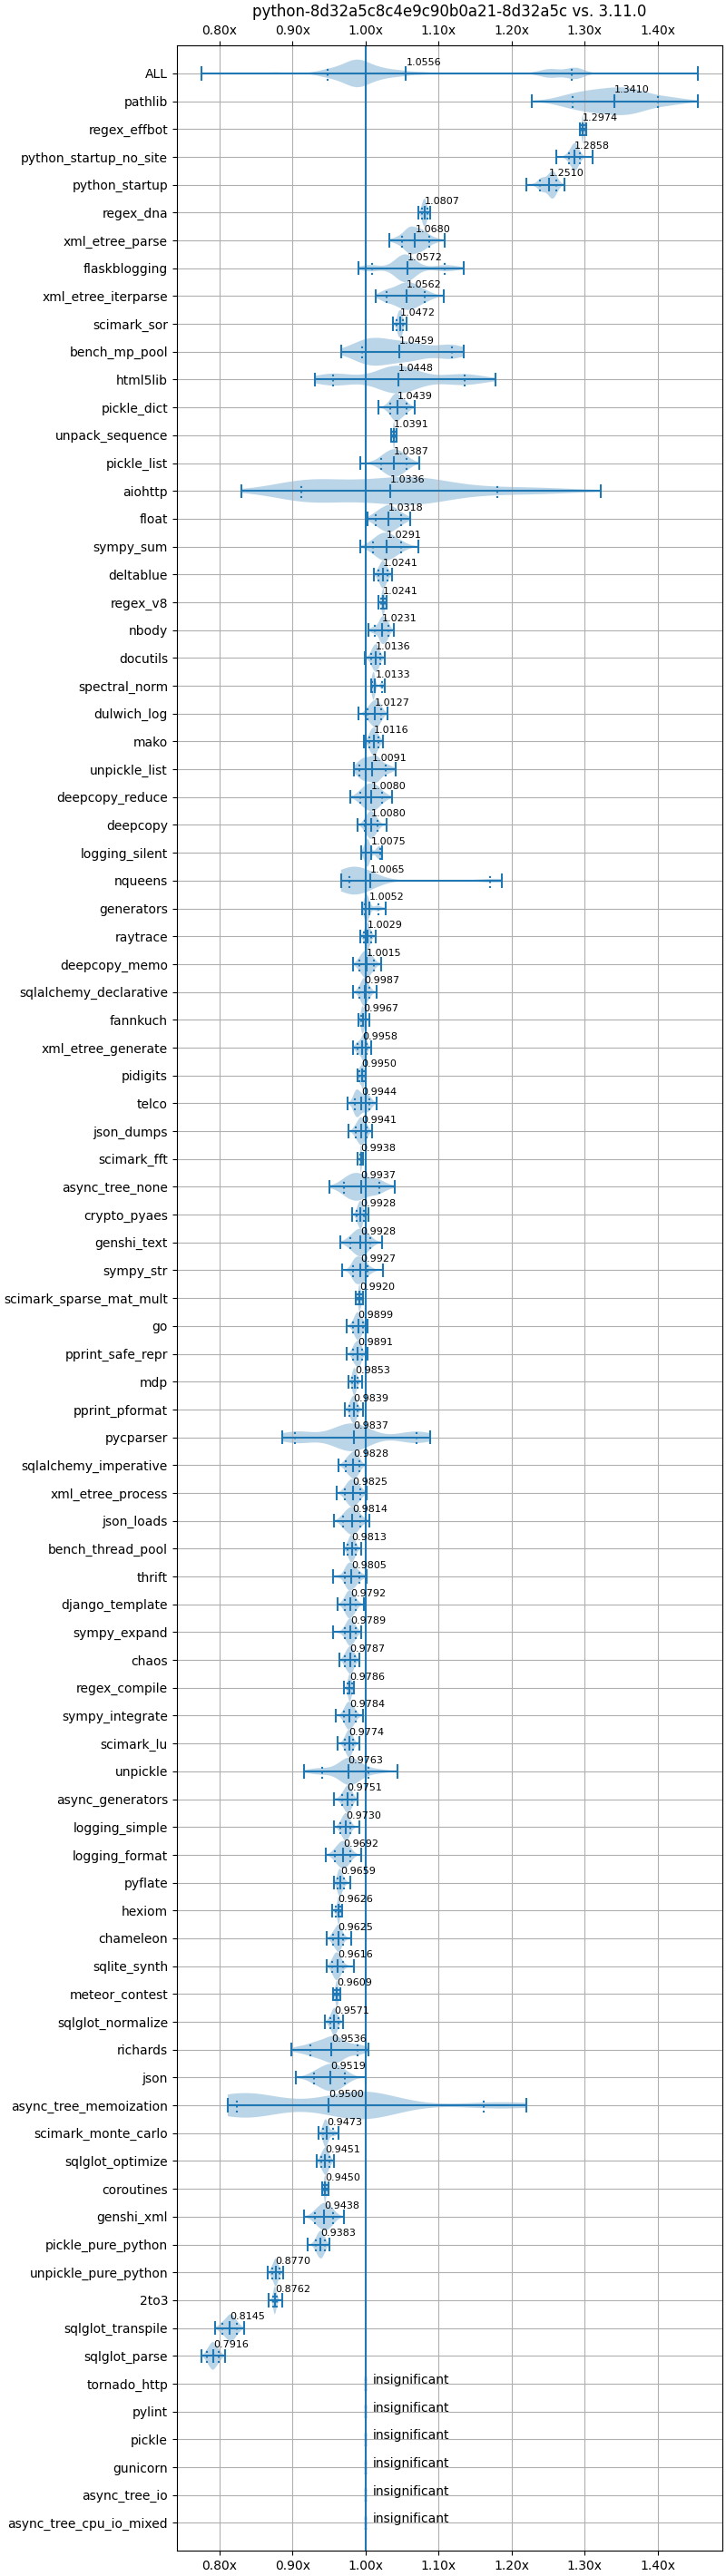 python-8d32a5c8c4e9c90b0a21-8d32a5c vs. 3.11.0
0.80x 0.90x 1.00x 1.10x 1.20x 1.30x 1.40x
ALL 1.0556
pathlib 1.3410
regex_effbot 1.2974
python_startup_no_site 1.2858
python_startup 1.2510
regex_dna 1.0807
xml_etree_parse 1.0680
flaskblogging 1.0572
xml_etree_iterparse 1.0562
scimark_sor 1.0472
bench_mp_pool 1.0459
html5lib 1.0448
pickle_dict 1.0439
unpack_sequence 1.0391
pickle_list 1.0387
aiohttp 1.0336
float 1.0318
sympy_sum 1.0291
deltablue 1.0241
regex_v8 1.0241
nbody 1.0231
docutils 1.0136
spectral_norm 1.0133
dulwich_log 1.0127
mako 1.0116
unpickle_list 1.0091
deepcopy_reduce 1.0080
deepcopy 1.0080
logging_silent 1.0075
nqueens 1.0065
generators 1.0052
raytrace 1.0029
deepcopy_memo 1.0015
sqlalchemy_declarative 0.9987
fannkuch 0.9967
xml_etree_generate 0.9958
pidigits 0.9950
telco 0.9944
json_dumps 0.9941
scimark_fft 0.9938
async_tree_none 0.9937
crypto_pyaes 0.9928
genshi_text 0.9928
sympy_str 0.9927
scimark_sparse_mat_mult 0.9920
go 0.9899
pprint_safe_repr 0.9891
mdp 0.9853
pprint_pformat 0.9839
pycparser 0.9837
sqlalchemy_imperative 0.9828
xml_etree_process 0.9825
json_loads 0.9814
bench_thread_pool 0.9813
thrift 0.9805
django_template 0.9792
sympy_expand 0.9789
chaos 0.9787
regex_compile 0.9786
sympy_integrate 0.9784
scimark_lu 0.9774
unpickle 0.9763
async_generators 0.9751
logging_simple 0.9730
logging_format 0.9692
pyflate 0.9659
hexiom 0.9626
chameleon 0.9625
sqlite_synth 0.9616
meteor_contest 0.9609
sqlglot_normalize 0.9571
richards 0.9536
json 0.9519
async_tree_memoization 0.9500
scimark_monte_carlo 0.9473
sqlglot_optimize 0.9451
coroutines 0.9450
genshi_xml 0.9438
pickle_pure_python 0.9383
unpickle_pure_python 0.8770
2to3 0.8762
sqlglot_transpile 0.8145
sqlglot_parse 0.7916
tornado_http insignificant
pylint insignificant
pickle insignificant
gunicorn insignificant
async_tree_io insignificant
async_tree_cpu_io_mixed insignificant
0.80x 0.90x 1.00x 1.10x 1.20x 1.30x 1.40x